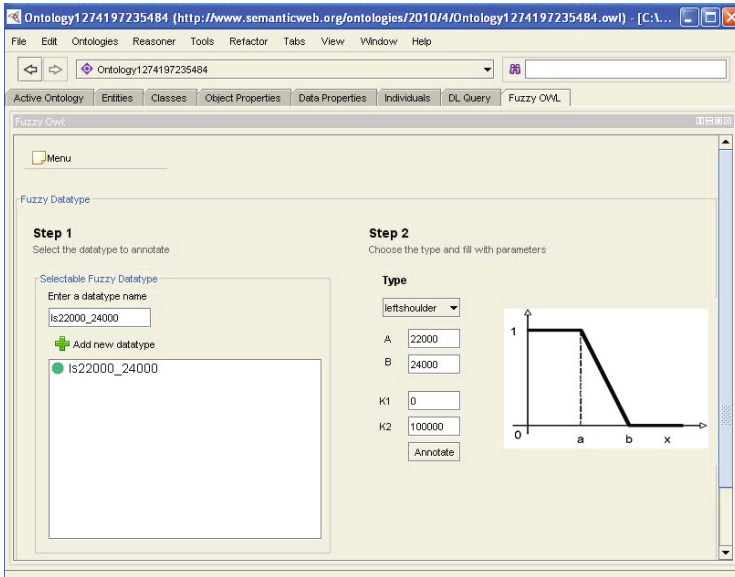 Ontology1274197235484 (http://www.semanticweb.org/ontologies/2010/4/Ontology1274197235484.owl) - [C:\...
File Edit Ontologies Reasoner Tools Refactor Tabs View Window Help
Ontology1274197235484
Active Ontology Entities Classes Object Properties Data Properties Individuals DL Query Fuzzy OWL
Fuzzy Owl:
Menu
Fuzzy Datatype
Step 1
Select the datatype to annotate
Selectable Fuzzy Datatype
Enter a datatype name
ls22000_24000
Add new datatype
ls22000_24000
Step 2
Choose the type and fill with parameters
Type
leftshoulder
A 22000
B 24000
K1 0
K2 100000
Annotate
1
0 a b x